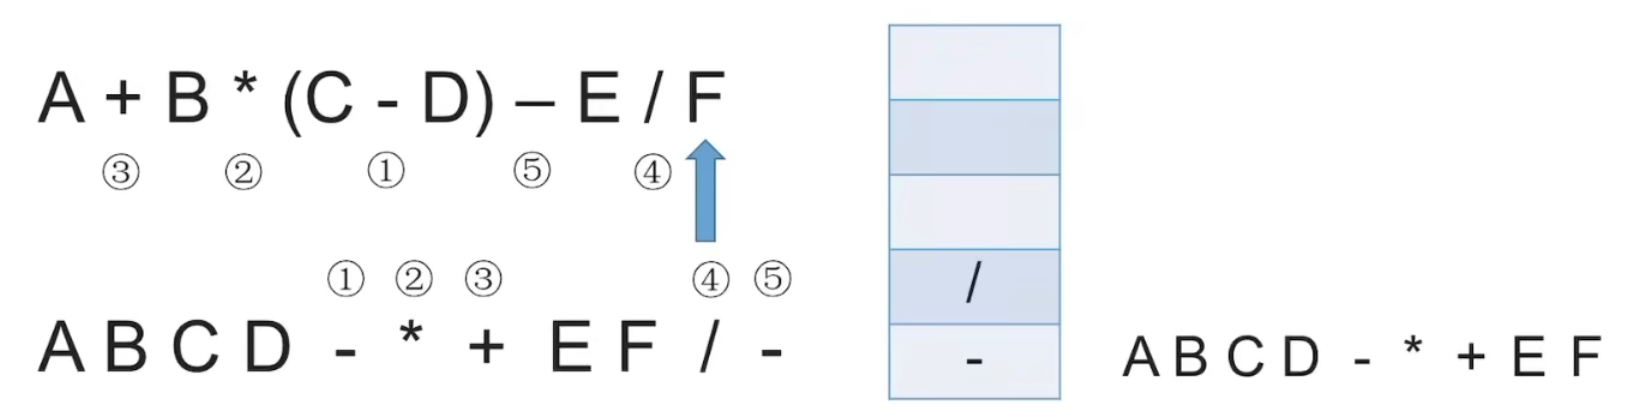 A + B * (C - D) – E / F
③ ② ① ⑤ ④
① ② ③ ④ ⑤
A B C D - * + E F / -
/
-
A B C D - * + E F